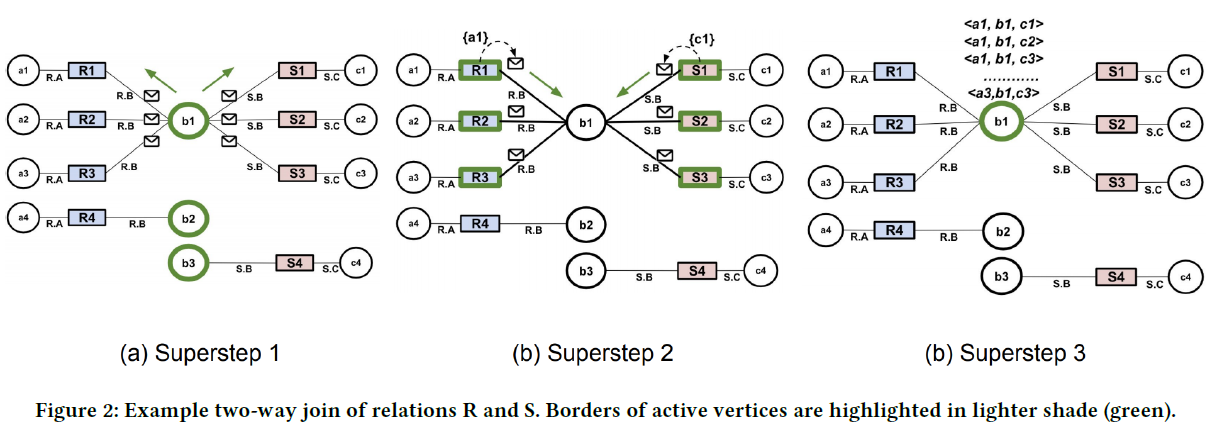 a1 R.A R1 R.B b1 S.B S1 S.C c1
a2 R.A R2 R.B S.B S2 S.C c2
a3 R.A R3 R.B S.B S3 S.C c3
a4 R.A R4 R.B b2
b3 S.B S4 S.C c4
(a) Superstep 1
{a1} {c1}
a1 R.A R1 R.B S.B S1 S.C c1
a2 R.A R2 R.B b1 S.B S2 S.C c2
a3 R.A R3 R.B S.B S3 S.C c3
a4 R.A R4 R.B b2
b3 S.B S4 S.C c4
(b) Superstep 2
<a1, b1, c1>
<a1, b1, c2>
<a1, b1, c3>
.............
<a3,b1,c3>
a1 R.A R1 R.B S.B S1 S.C c1
a2 R.A R2 R.B b1 S.B S2 S.C c2
a3 R.A R3 R.B S.B S3 S.C c3
a4 R.A R4 R.B b2
b3 S.B S4 S.C c4
(b) Superstep 3
Figure 2: Example two-way join of relations R and S. Borders of active vertices are highlighted in lighter shade (green).